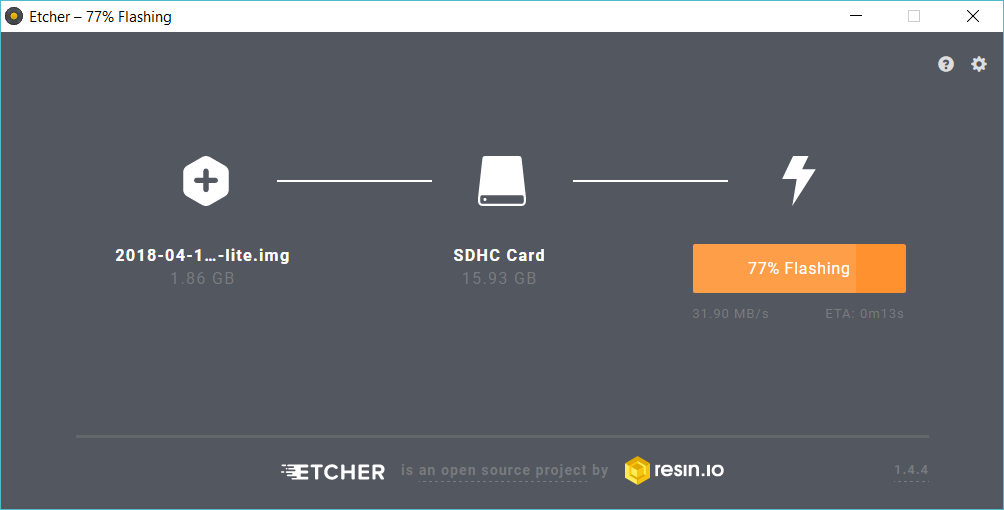 Etcher – 77% Flashing
2018-04-1…-lite.img
1.86 GB
SDHC Card
15.93 GB
77% Flashing
31.90 MB/s
ETA: 0m13s
ETCHER is an open source project by resin.io
1.4.4